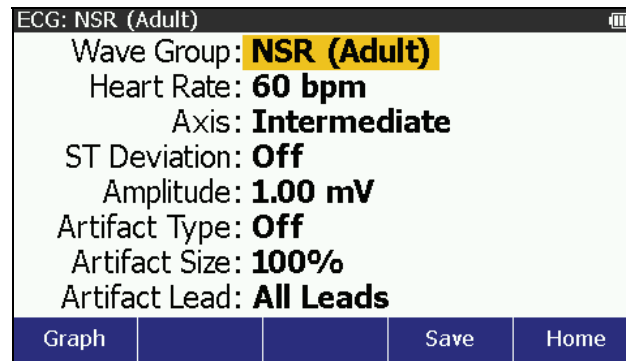 ECG: NSR (Adult)
Wave Group: NSR (Adult)
Heart Rate: 60 bpm
Axis: Intermediate
ST Deviation: Off
Amplitude: 1.00 mV
Artifact Type: Off
Artifact Size: 100%
Artifact Lead: All Leads
Graph Save Home